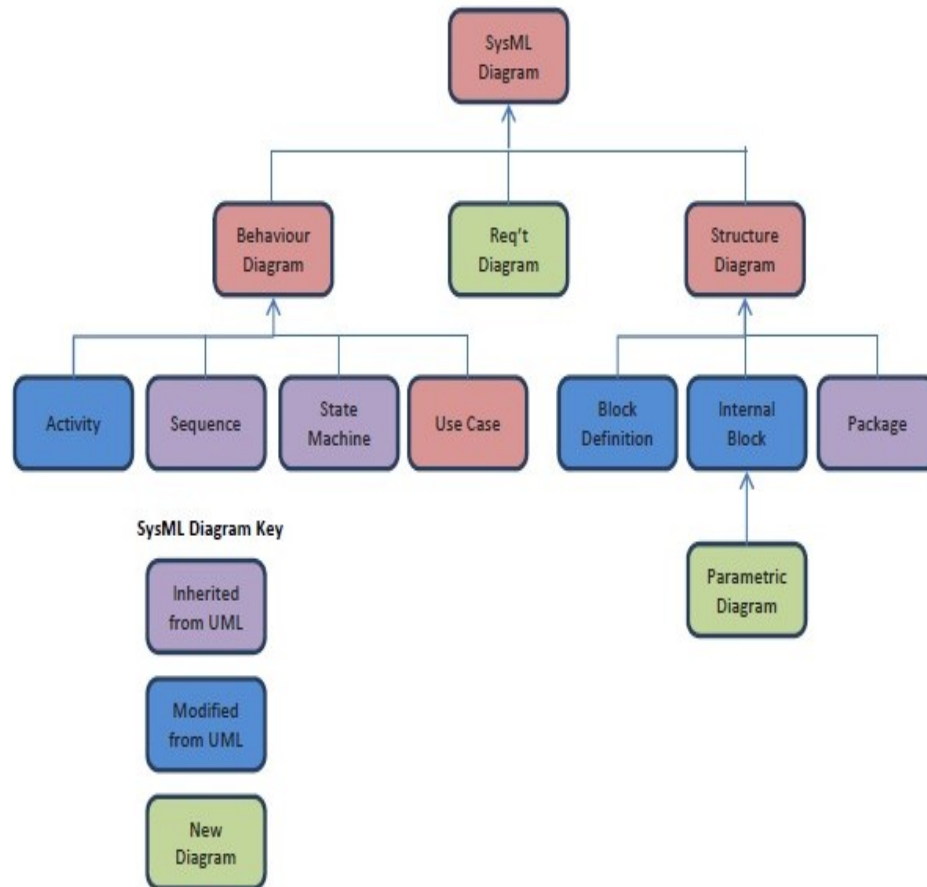 SysML
Diagram
Behaviour
Diagram
Req't
Diagram
Structure
Diagram
Activity
Sequence
State
Machine
Use Case
Block
Definition
Internal
Block
Package
SysML Diagram Key
Parametric
Diagram
Inherited
from UML
Modified
from UML
New
Diagram